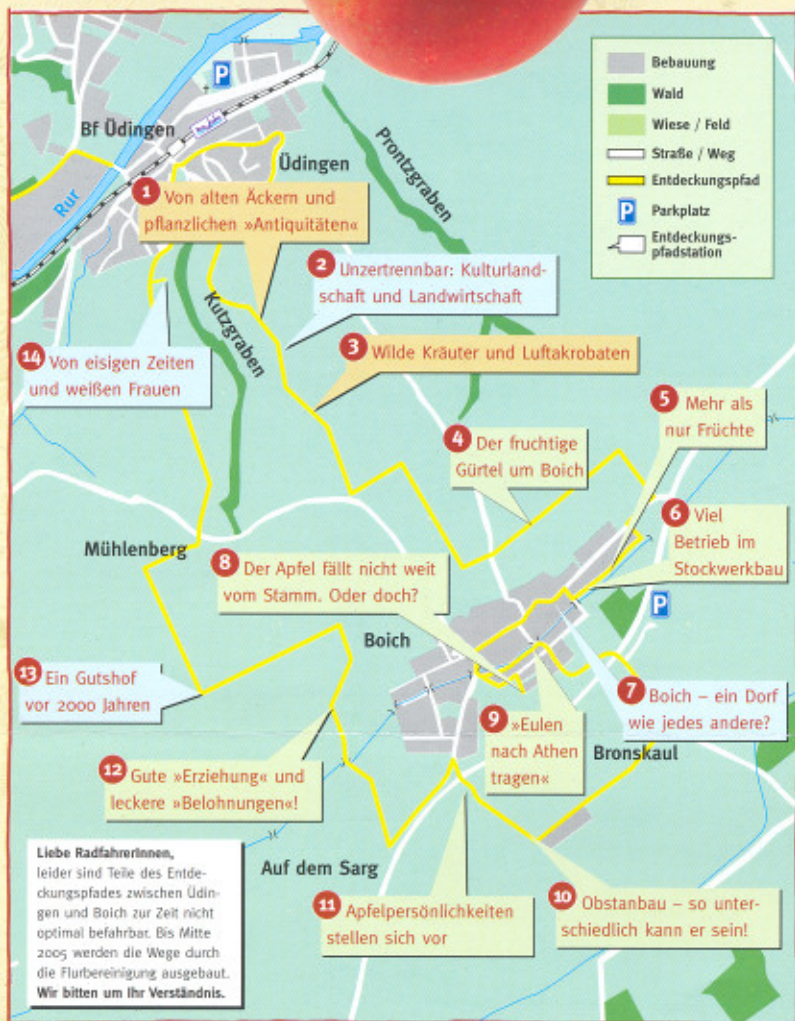 Bebauung
Wald
Wiese / Feld
Straße / Weg
Entdeckungspfad
P Parkplatz
Entdeckungs-
pfadstation
P
Bf Üdingen
Üdingen
Rur
Prontzgraben
Kutzgraben
1 Von alten Äckern und
pflanzlichen »Antiquitäten«
2 Unzertrennbar: Kulturland-
schaft und Landwirtschaft
3 Wilde Kräuter und Luftakrobaten
14 Von eisigen Zeiten
und weißen Frauen
4 Der fruchtige
Gürtel um Boich
5 Mehr als
nur Früchte
6 Viel
Betrieb im
Stockwerkbau
Mühlenberg
8 Der Apfel fällt nicht weit
vom Stamm. Oder doch?
P
Boich
13 Ein Gutshof
vor 2000 Jahren
7 Boich – ein Dorf
wie jedes andere?
9 »Eulen
nach Athen
tragen«
Bronskaul
12 Gute »Erziehung« und
leckere »Belohnungen«!
Auf dem Sarg
11 Apfelpersönlichkeiten
stellen sich vor
10 Obstanbau – so unter-
schiedlich kann er sein!
Liebe RadfahrerInnen,
leider sind Teile des Entde-
ckungspfades zwischen Üdin-
gen und Boich zur Zeit nicht
optimal befahrbar. Bis Mitte
2005 werden die Wege durch
die Flurbereinigung ausgebaut.
Wir bitten um Ihr Verständnis.